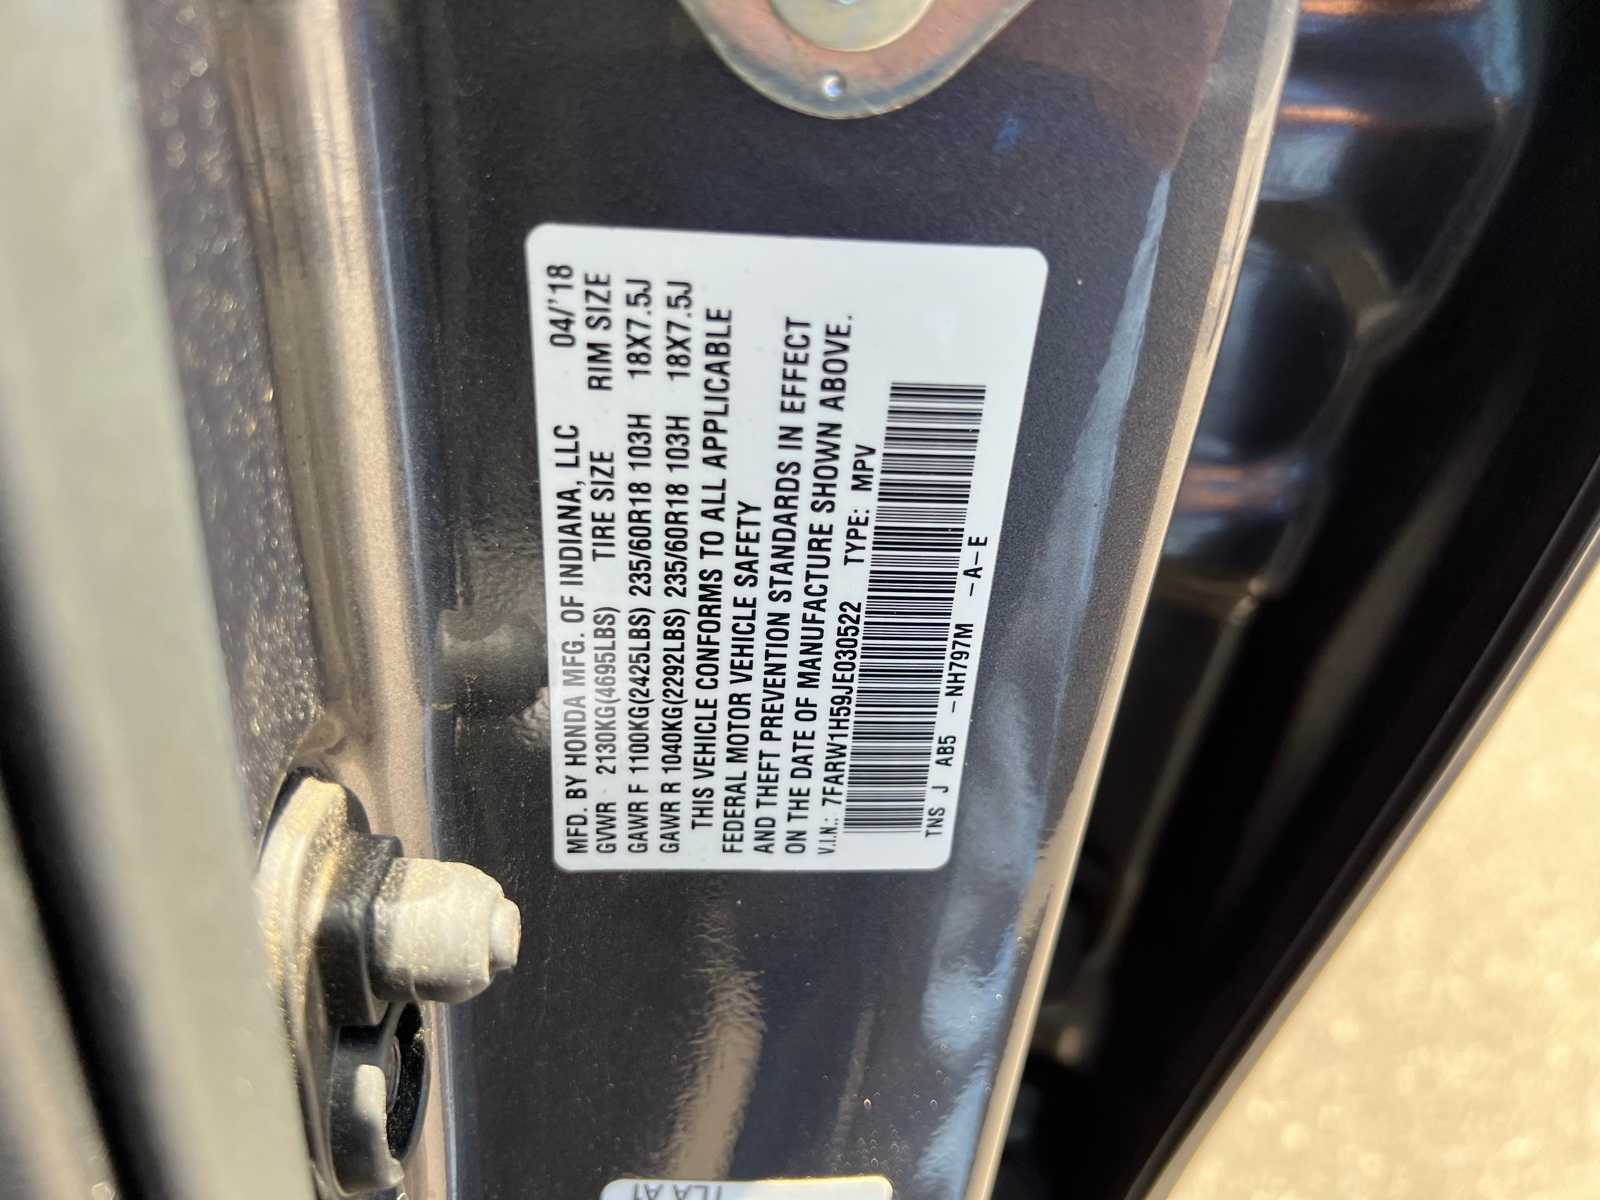 MFD. BY HONDA MFG. OF INDIANA, LLC 04/'18
GVWR 2130KG(4695LBS) TIRE SIZE RIM SIZE
GAWR F 1100KG(2425LBS) 235/60R18 103H 18X7.5J
GAWR R 1040KG(2292LBS) 235/60R18 103H 18X7.5J
THIS VEHICLE CONFORMS TO ALL APPLICABLE
FEDERAL MOTOR VEHICLE SAFETY
AND THEFT PREVENTION STANDARDS IN EFFECT
ON THE DATE OF MANUFACTURE SHOWN ABOVE.
V.I.N.: 7FARW1H59JE030522 TYPE: MPV
TNS J AB5 -NH797M -A-E